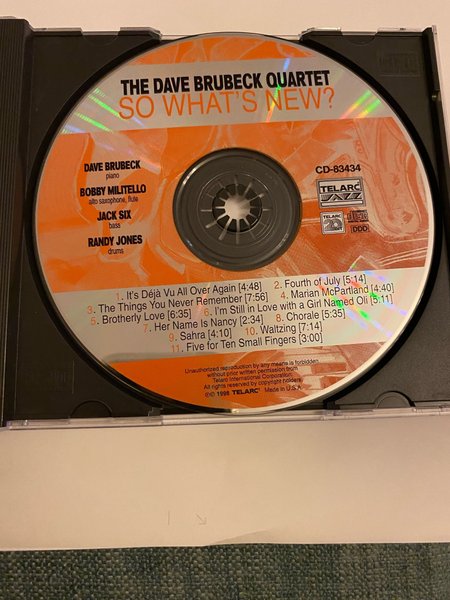 THE DAVE BRUBECK QUARTET
SO WHAT'S NEW?
DAVE BRUBECK
piano
BOBBY MILITELLO
alto saxophone, flute
JACK SIX
bass
RANDY JONES
drums
CD-83434
TELARC
JAZZ
DDD
1. It's Déjà Vu All Over Again [4:48] 2. Fourth of July [5:14]
3. The Things You Never Remember [7:56] 4. Marian McPartland [4:40]
5. Brotherly Love [6:35] 6. I'm Still in Love with a Girl Named Oli [5:11]
7. Her Name Is Nancy [2:34] 8. Chorale [5:35]
9. Sahra [4:10] 10. Waltzing [7:14]
11. Five for Ten Small Fingers [3:00]
Unauthorized reproduction by any means is forbidden
without prior written permission from
Telarc International Corporation.
All rights reserved by copyright holders.
℗© 1998 TELARC® Made in U.S.A.